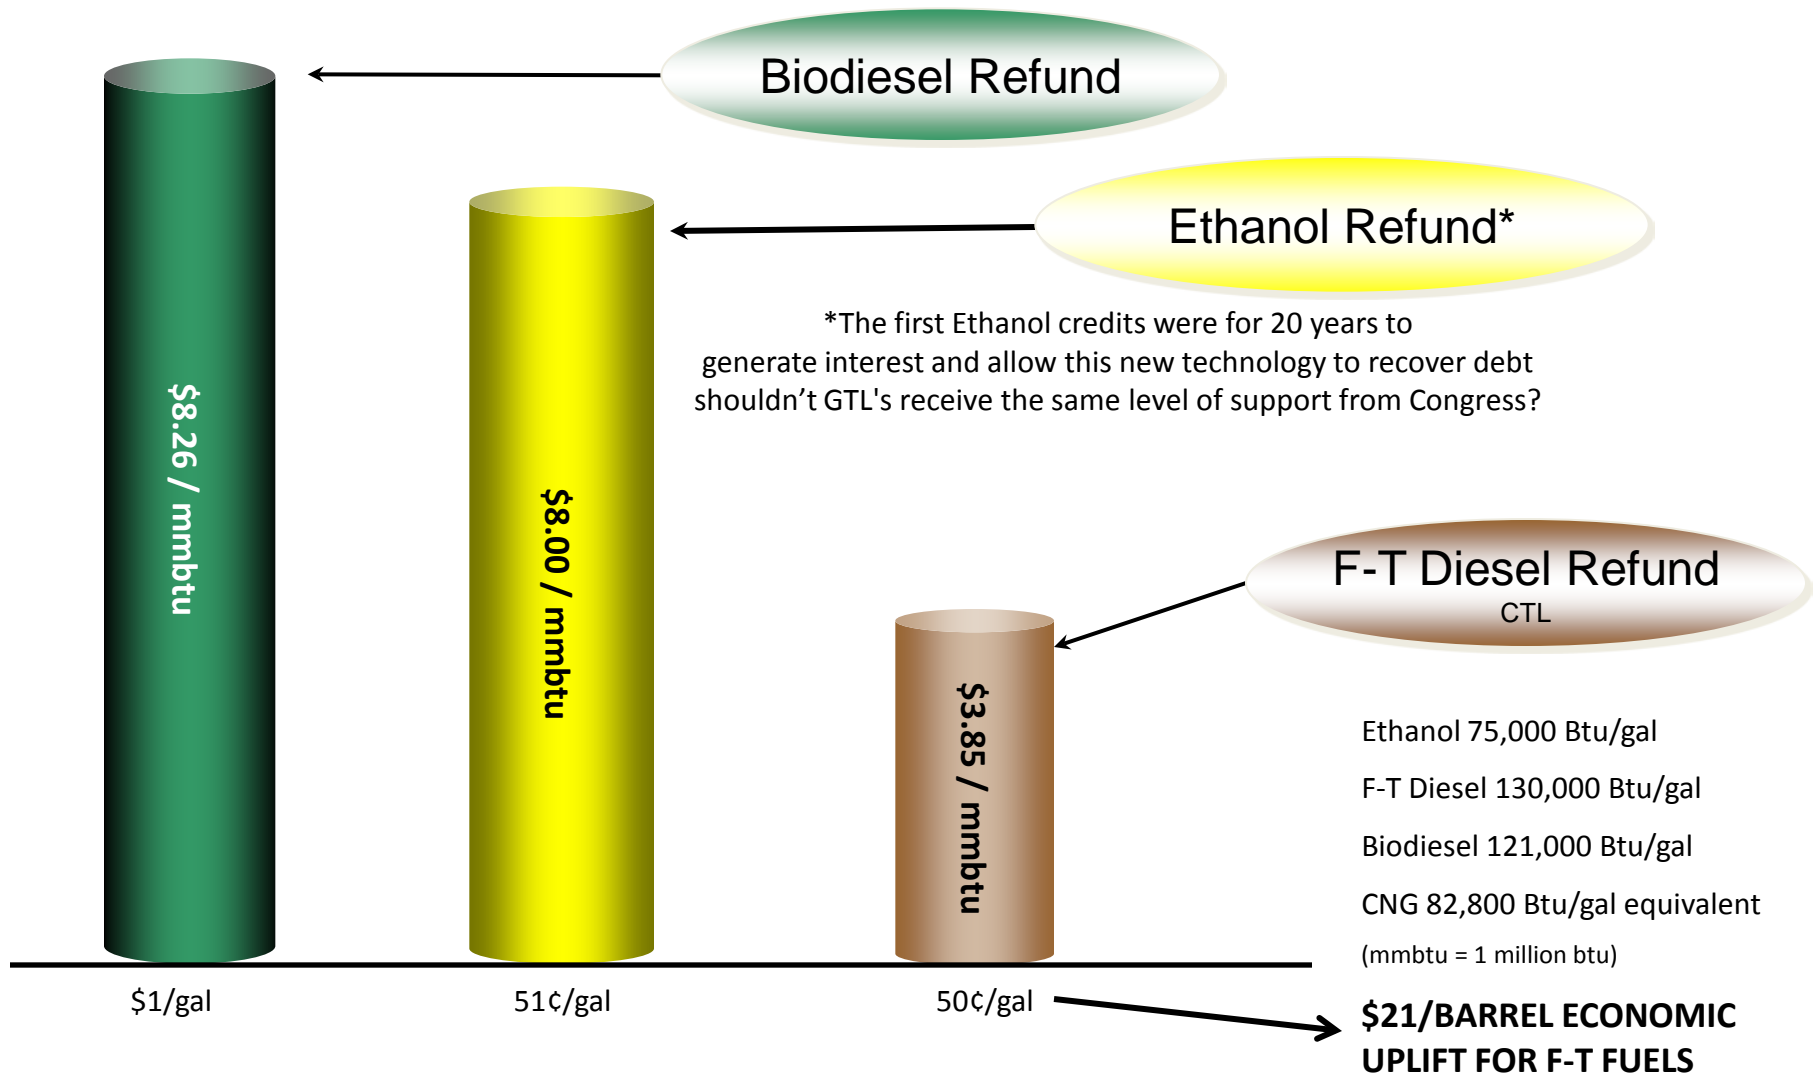 Biodiesel Refund
Ethanol Refund*
*The first Ethanol credits were for 20 years to
generate interest and allow this new technology to recover debt
shouldn’t GTL's receive the same level of support from Congress?
$8.26 / mmbtu
$8.00 / mmbtu
$3.85 / mmbtu
F-T Diesel Refund
CTL
Ethanol 75,000 Btu/gal
F-T Diesel 130,000 Btu/gal
Biodiesel 121,000 Btu/gal
CNG 82,800 Btu/gal equivalent
(mmbtu = 1 million btu)
$1/gal
51¢/gal
50¢/gal
$21/BARREL ECONOMIC
UPLIFT FOR F-T FUELS